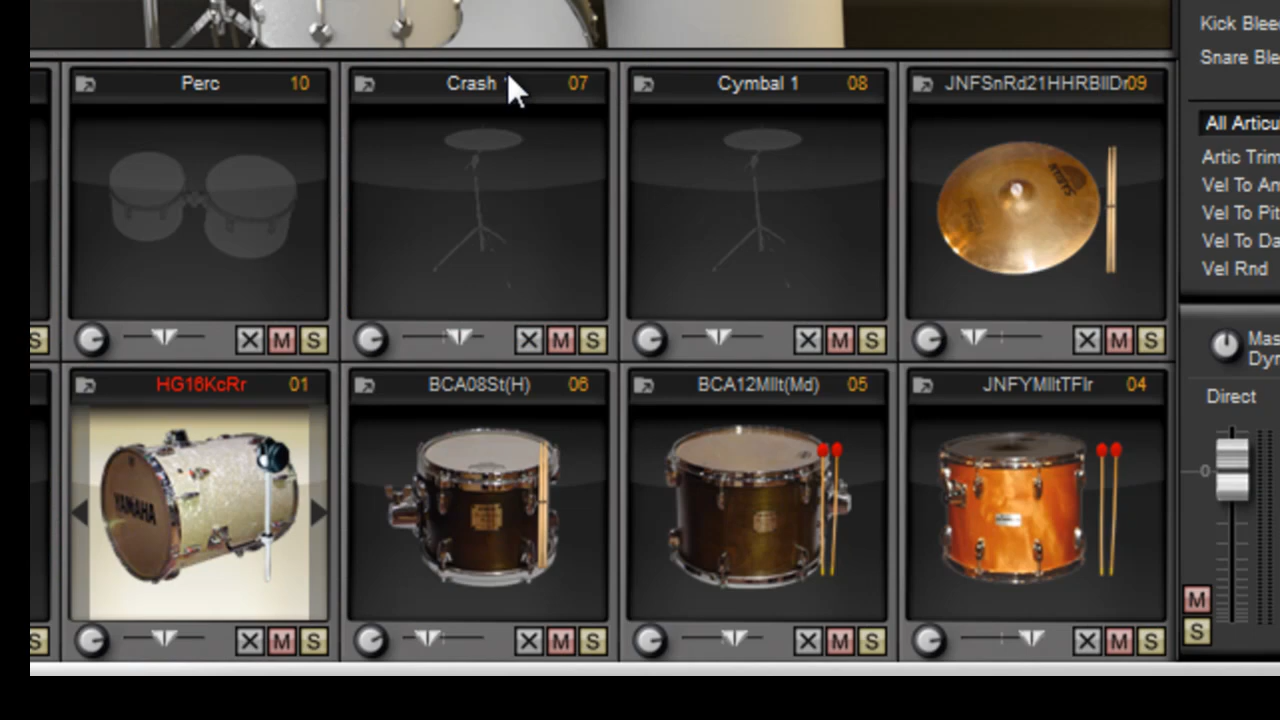 Kick Blee
Snare Ble
Perc 10
Crash 07
Cymbal 1 08
JNFSnRd21HHRBllDr09
All Articu
Artic Trim
Vel To Am
Vel To Pit
Vel To Da
Vel Rnd
S
X M S
X M S
X M S
X M S
Mas
Dyn
HG16KcRr 01
BCA08St(H) 06
BCA12Mllt(Md) 05
JNFYMlltTFlr 04
Direct
0
YAMAHA
M
S
S
X M S
X M S
X M S
X M S